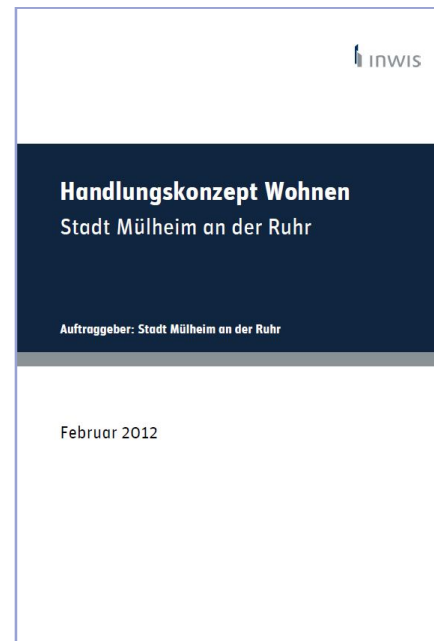 inwis
Handlungskonzept Wohnen
Stadt Mülheim an der Ruhr
Auftraggeber: Stadt Mülheim an der Ruhr
Februar 2012